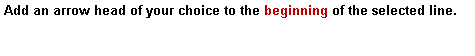 Add an arrow head of your choice to the beginning of the selected line.